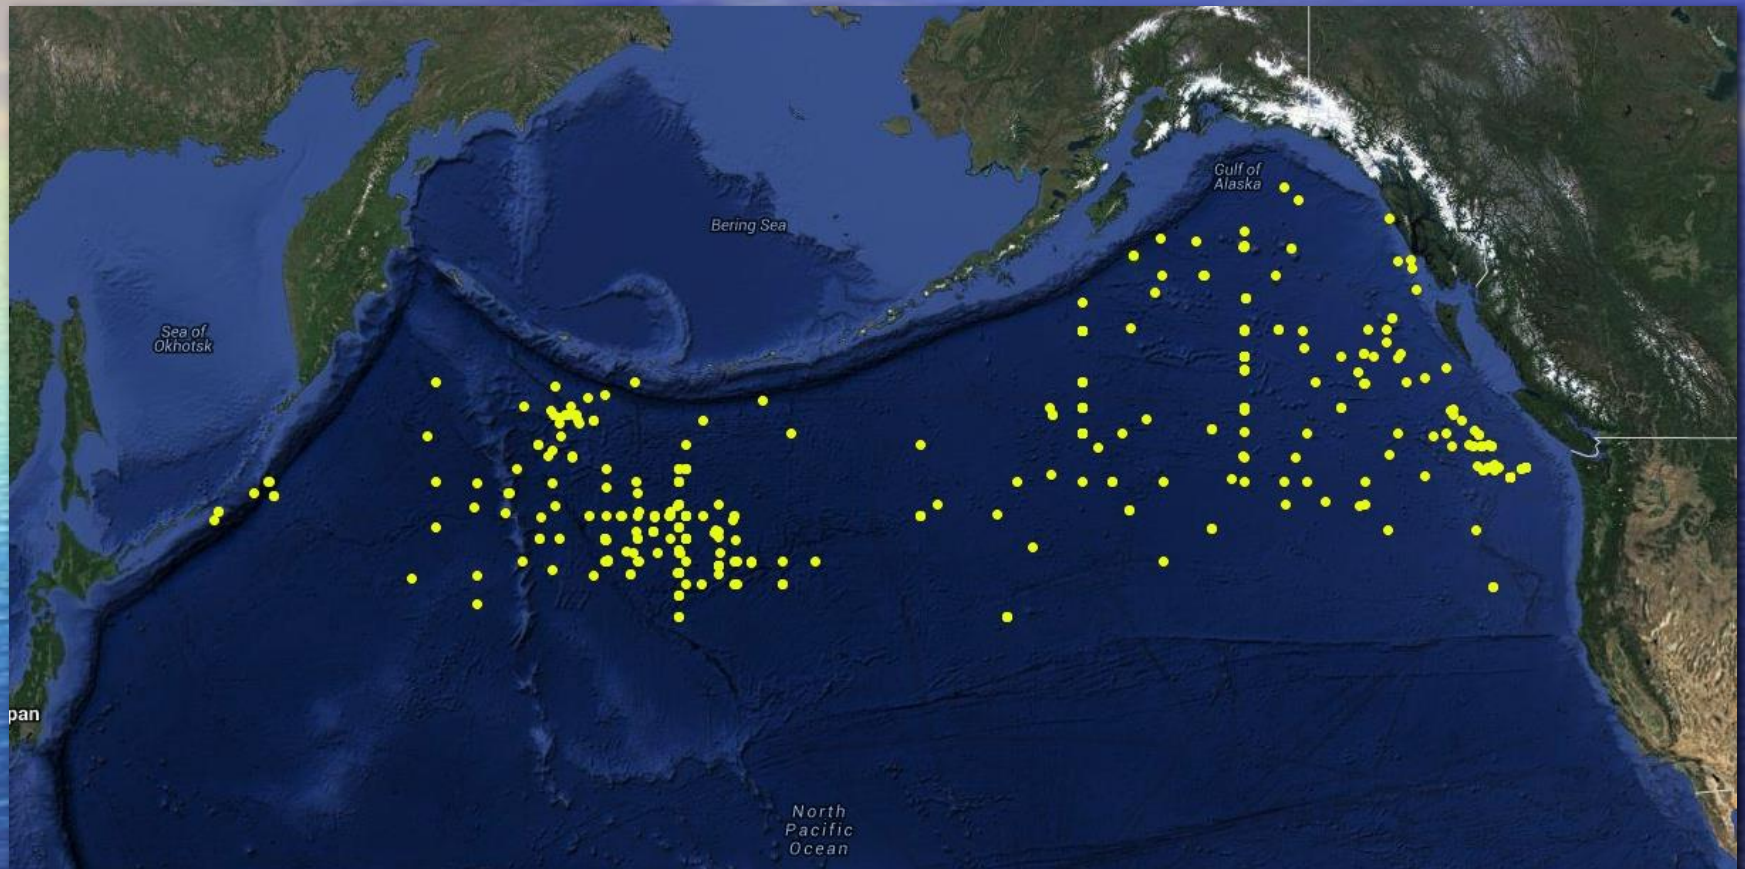 Gulf of
Alaska
Bering Sea
Sea of
Okhotsk
pan
North
Pacific
Ocean